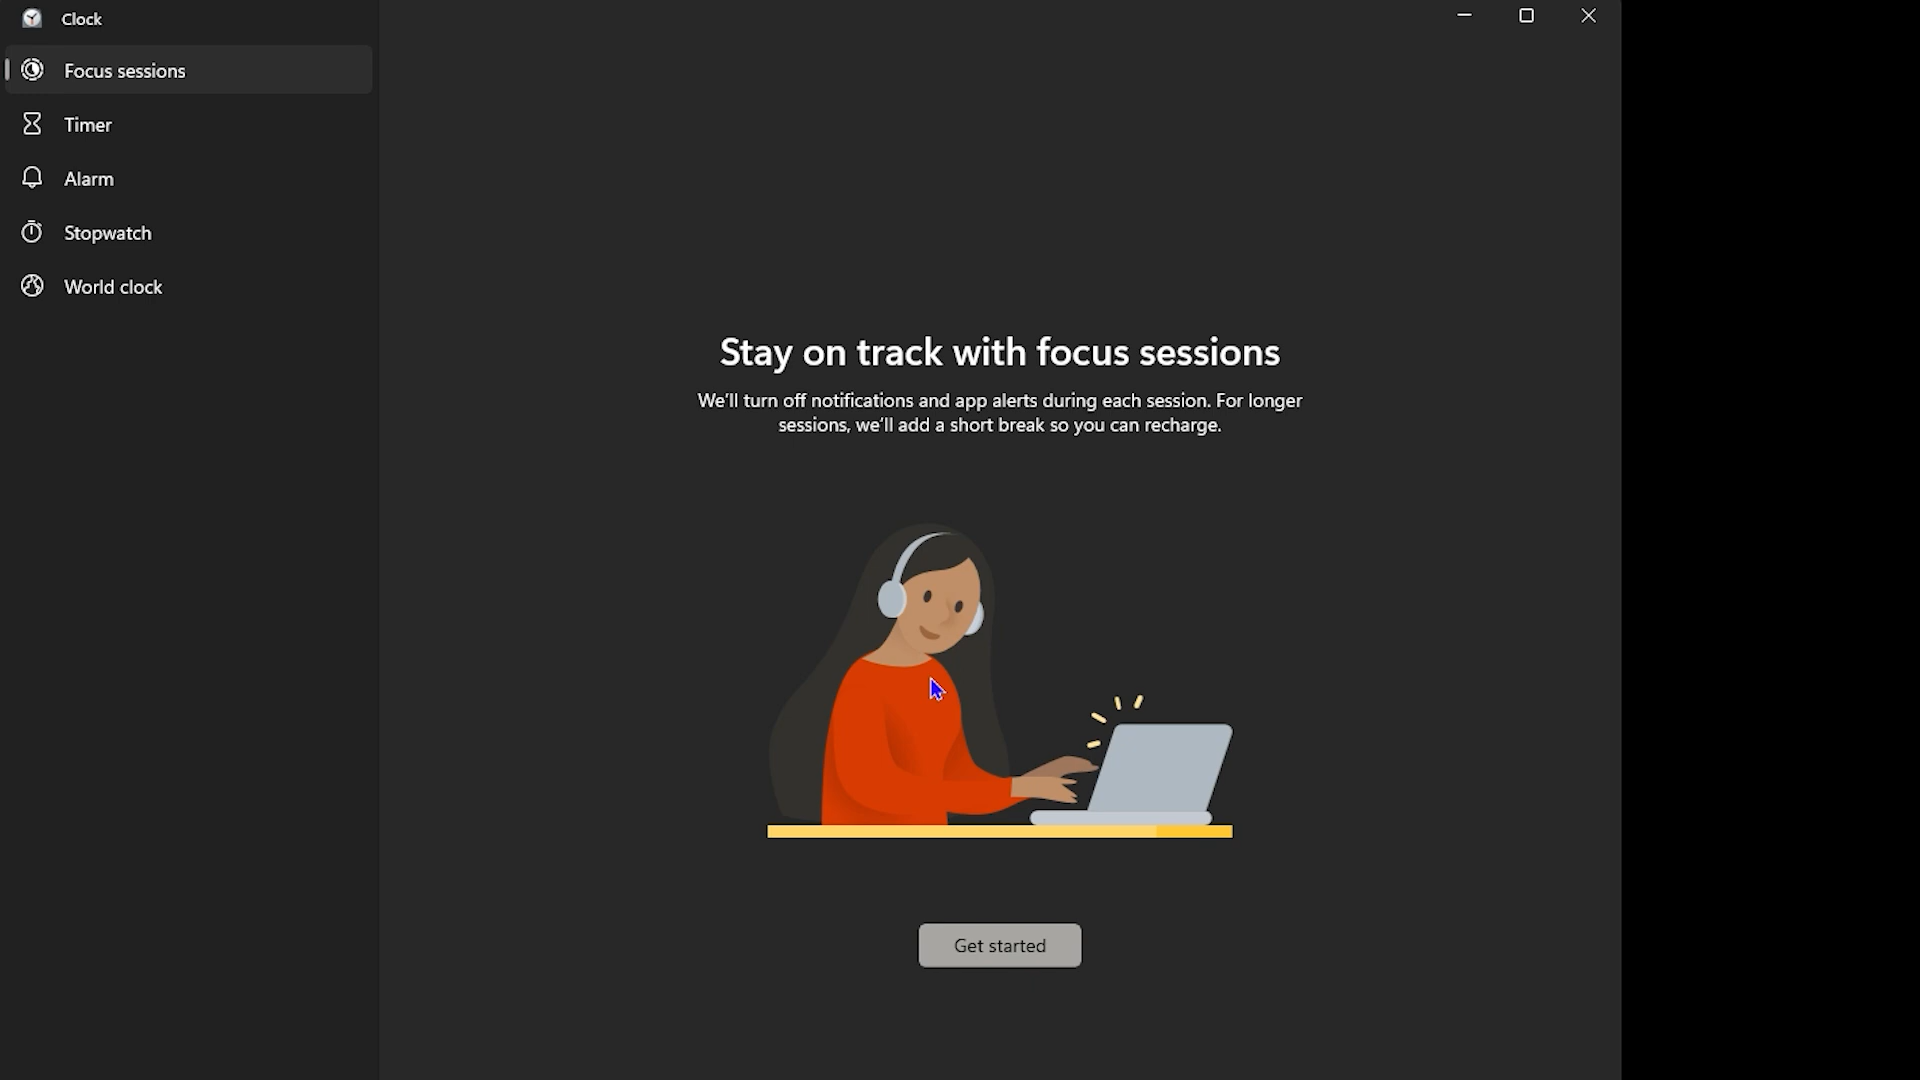 Clock
Focus sessions
Timer
Alarm
Stopwatch
World clock
Stay on track with focus sessions
We'll turn off notifications and app alerts during each session. For longer
sessions, we'll add a short break so you can recharge.
Get started